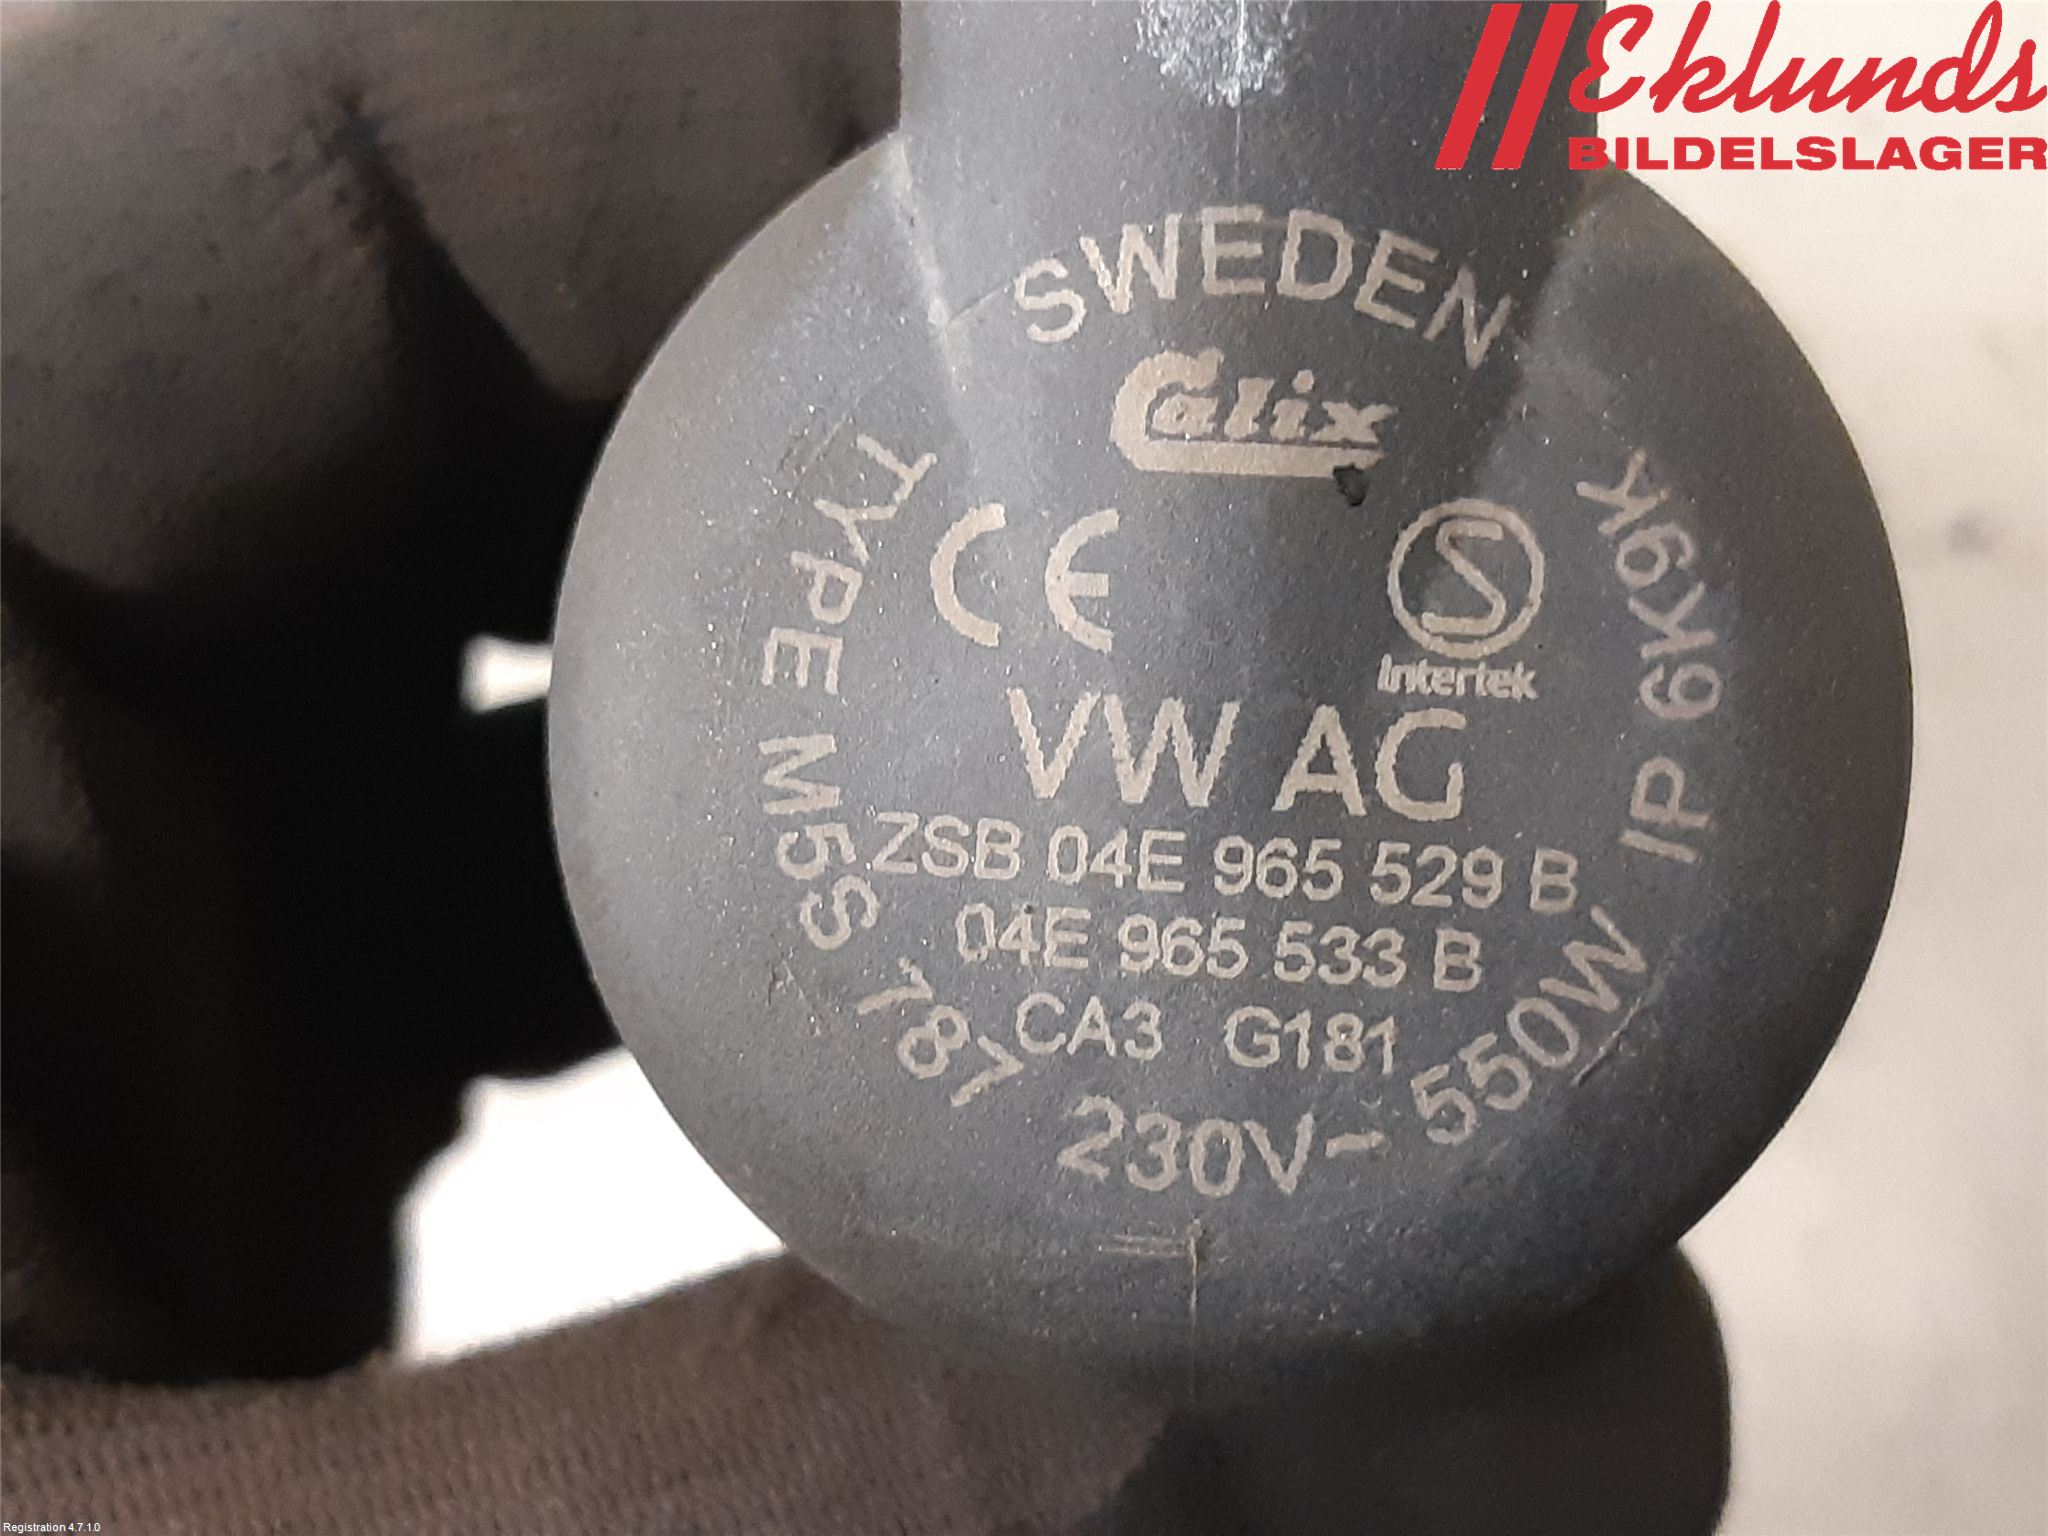 Eklunds
BILDELSLAGER
SWEDEN
Calix
CE
S
Intertek
VW AG
ZSB 04E 965 529 B
04E 965 533 B
CA3 G181
TYPE M5S 787 230V~ 550W IP 6K9K
Registration 4.7.1.0